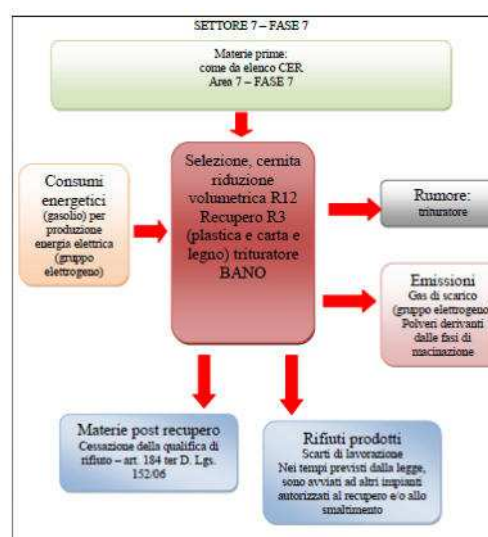 SETTORE 7 – FASE 7
Materie prime:
come da elenco CER
Area 7 – FASE 7
Consumi
energetici
(gasolio) per
produzione
energia elettrica
(gruppo
elettrogeno)
Selezione, cernita
riduzione
volumetrica R12
Recupero R3
(plastica e carta e
legno) trituratore
BANO
Rumore:
trituratore
Emissioni
Gas di scarico
(gruppo elettrogeno
Polveri derivanti
dalle fasi di
macinazione
Materie post recupero
Cessazione della qualifica di
rifiuto – art. 184 ter D. Lgs.
152/06
Rifiuti prodotti
Scarti di lavorazione
Nei tempi previsti dalla legge,
sono avviati ad altri impianti
autorizzati al recupero e/o allo
smaltimento